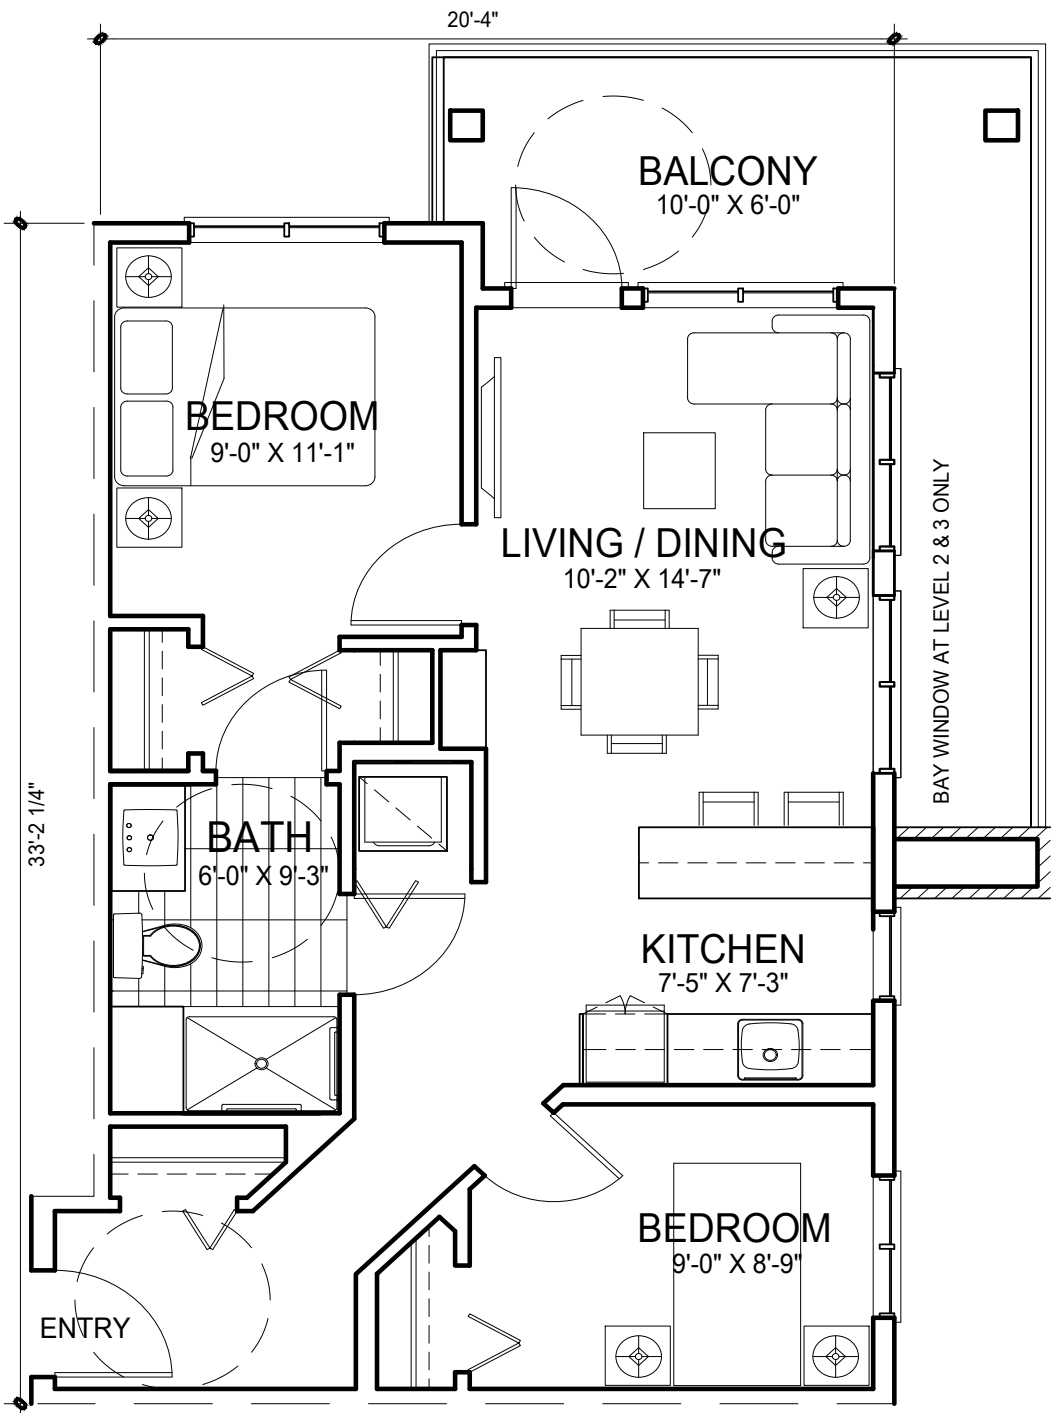 20'-4"
BALCONY
10'-0" X 6'-0"
BEDROOM
9'-0" X 11'-1"
LIVING / DINING
10'-2" X 14'-7"
BAY WINDOW AT LEVEL 2 & 3 ONLY
33'-2 1/4"
BATH
6'-0" X 9'-3"
KITCHEN
7'-5" X 7'-3"
BEDROOM
9'-0" X 8'-9"
ENTRY